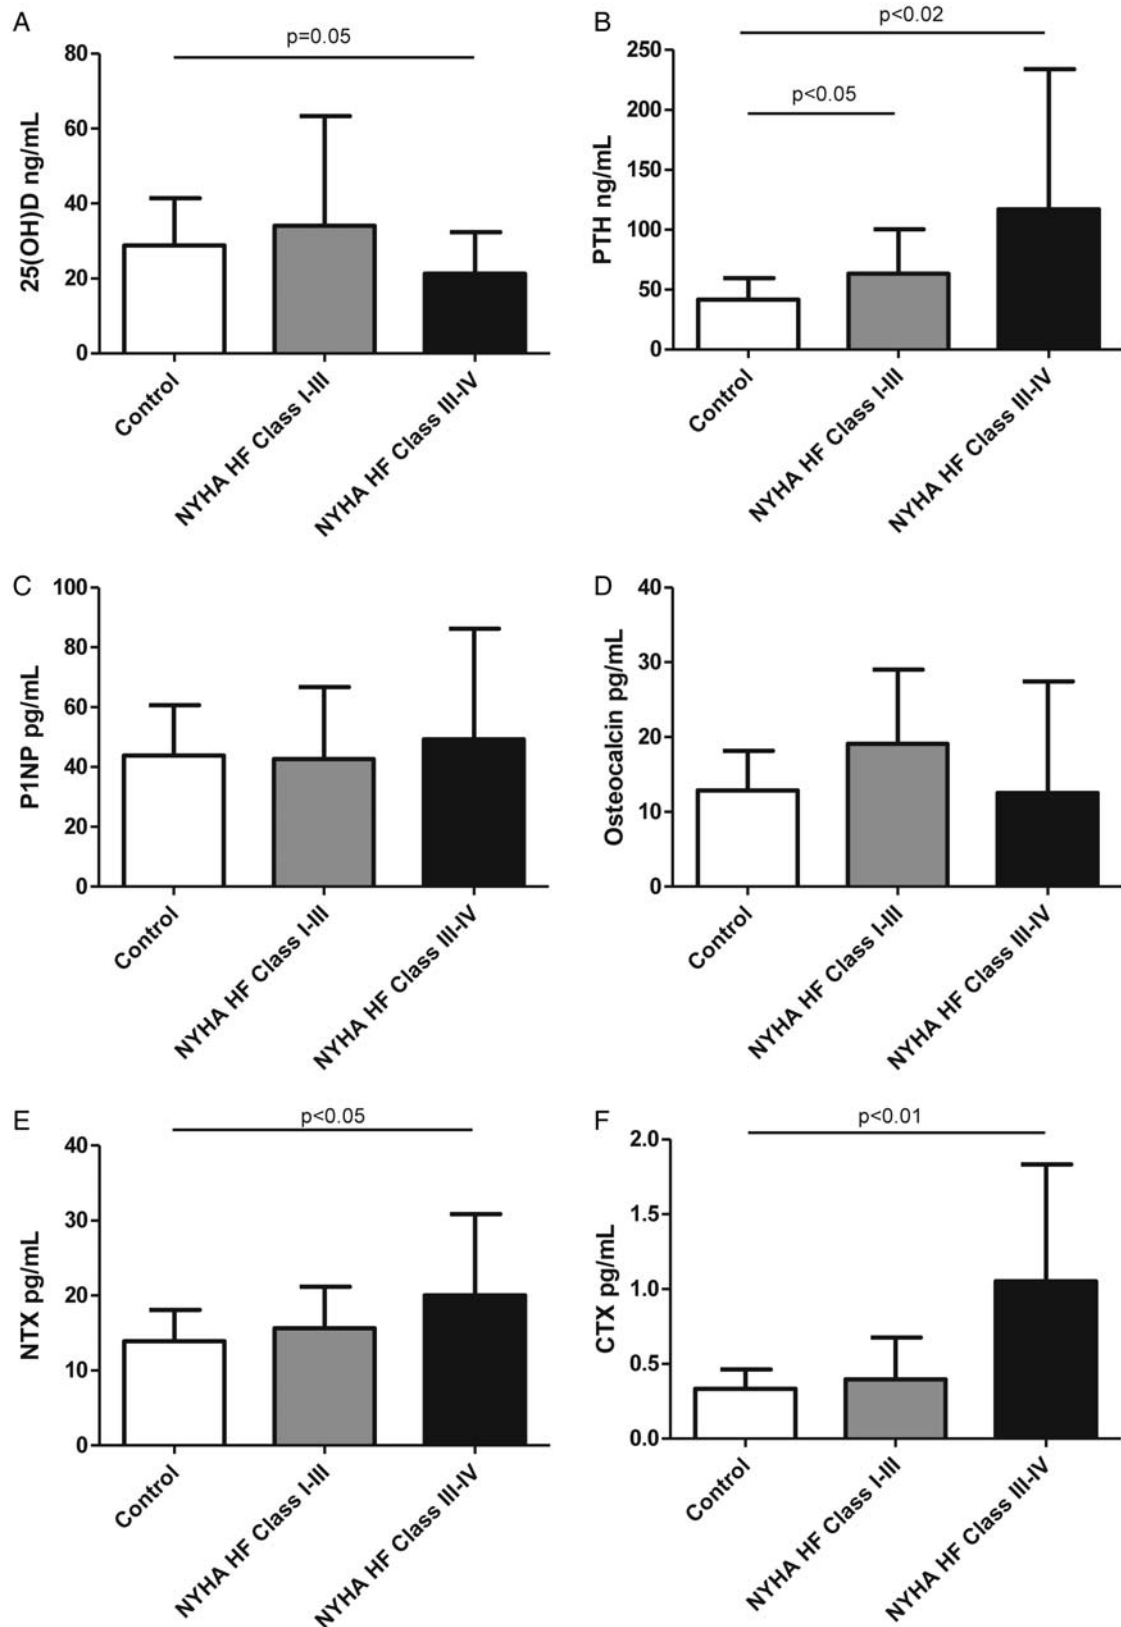 A
p=0.05
25(OH)D ng/mL
80
60
40
20
0
Control
NYHA HF Class I-III
NYHA HF Class III-IV
B
p<0.02
p<0.05
PTH ng/mL
250
200
150
100
50
0
Control
NYHA HF Class I-III
NYHA HF Class III-IV
C
P1NP pg/mL
100
80
60
40
20
0
Control
NYHA HF Class I-III
NYHA HF Class III-IV
D
Osteocalcin pg/mL
40
30
20
10
0
Control
NYHA HF Class I-III
NYHA HF Class III-IV
E
p<0.05
NTX pg/mL
40
30
20
10
0
Control
NYHA HF Class I-III
NYHA HF Class III-IV
F
p<0.01
CTX pg/mL
2.0
1.5
1.0
0.5
0.0
Control
NYHA HF Class I-III
NYHA HF Class III-IV